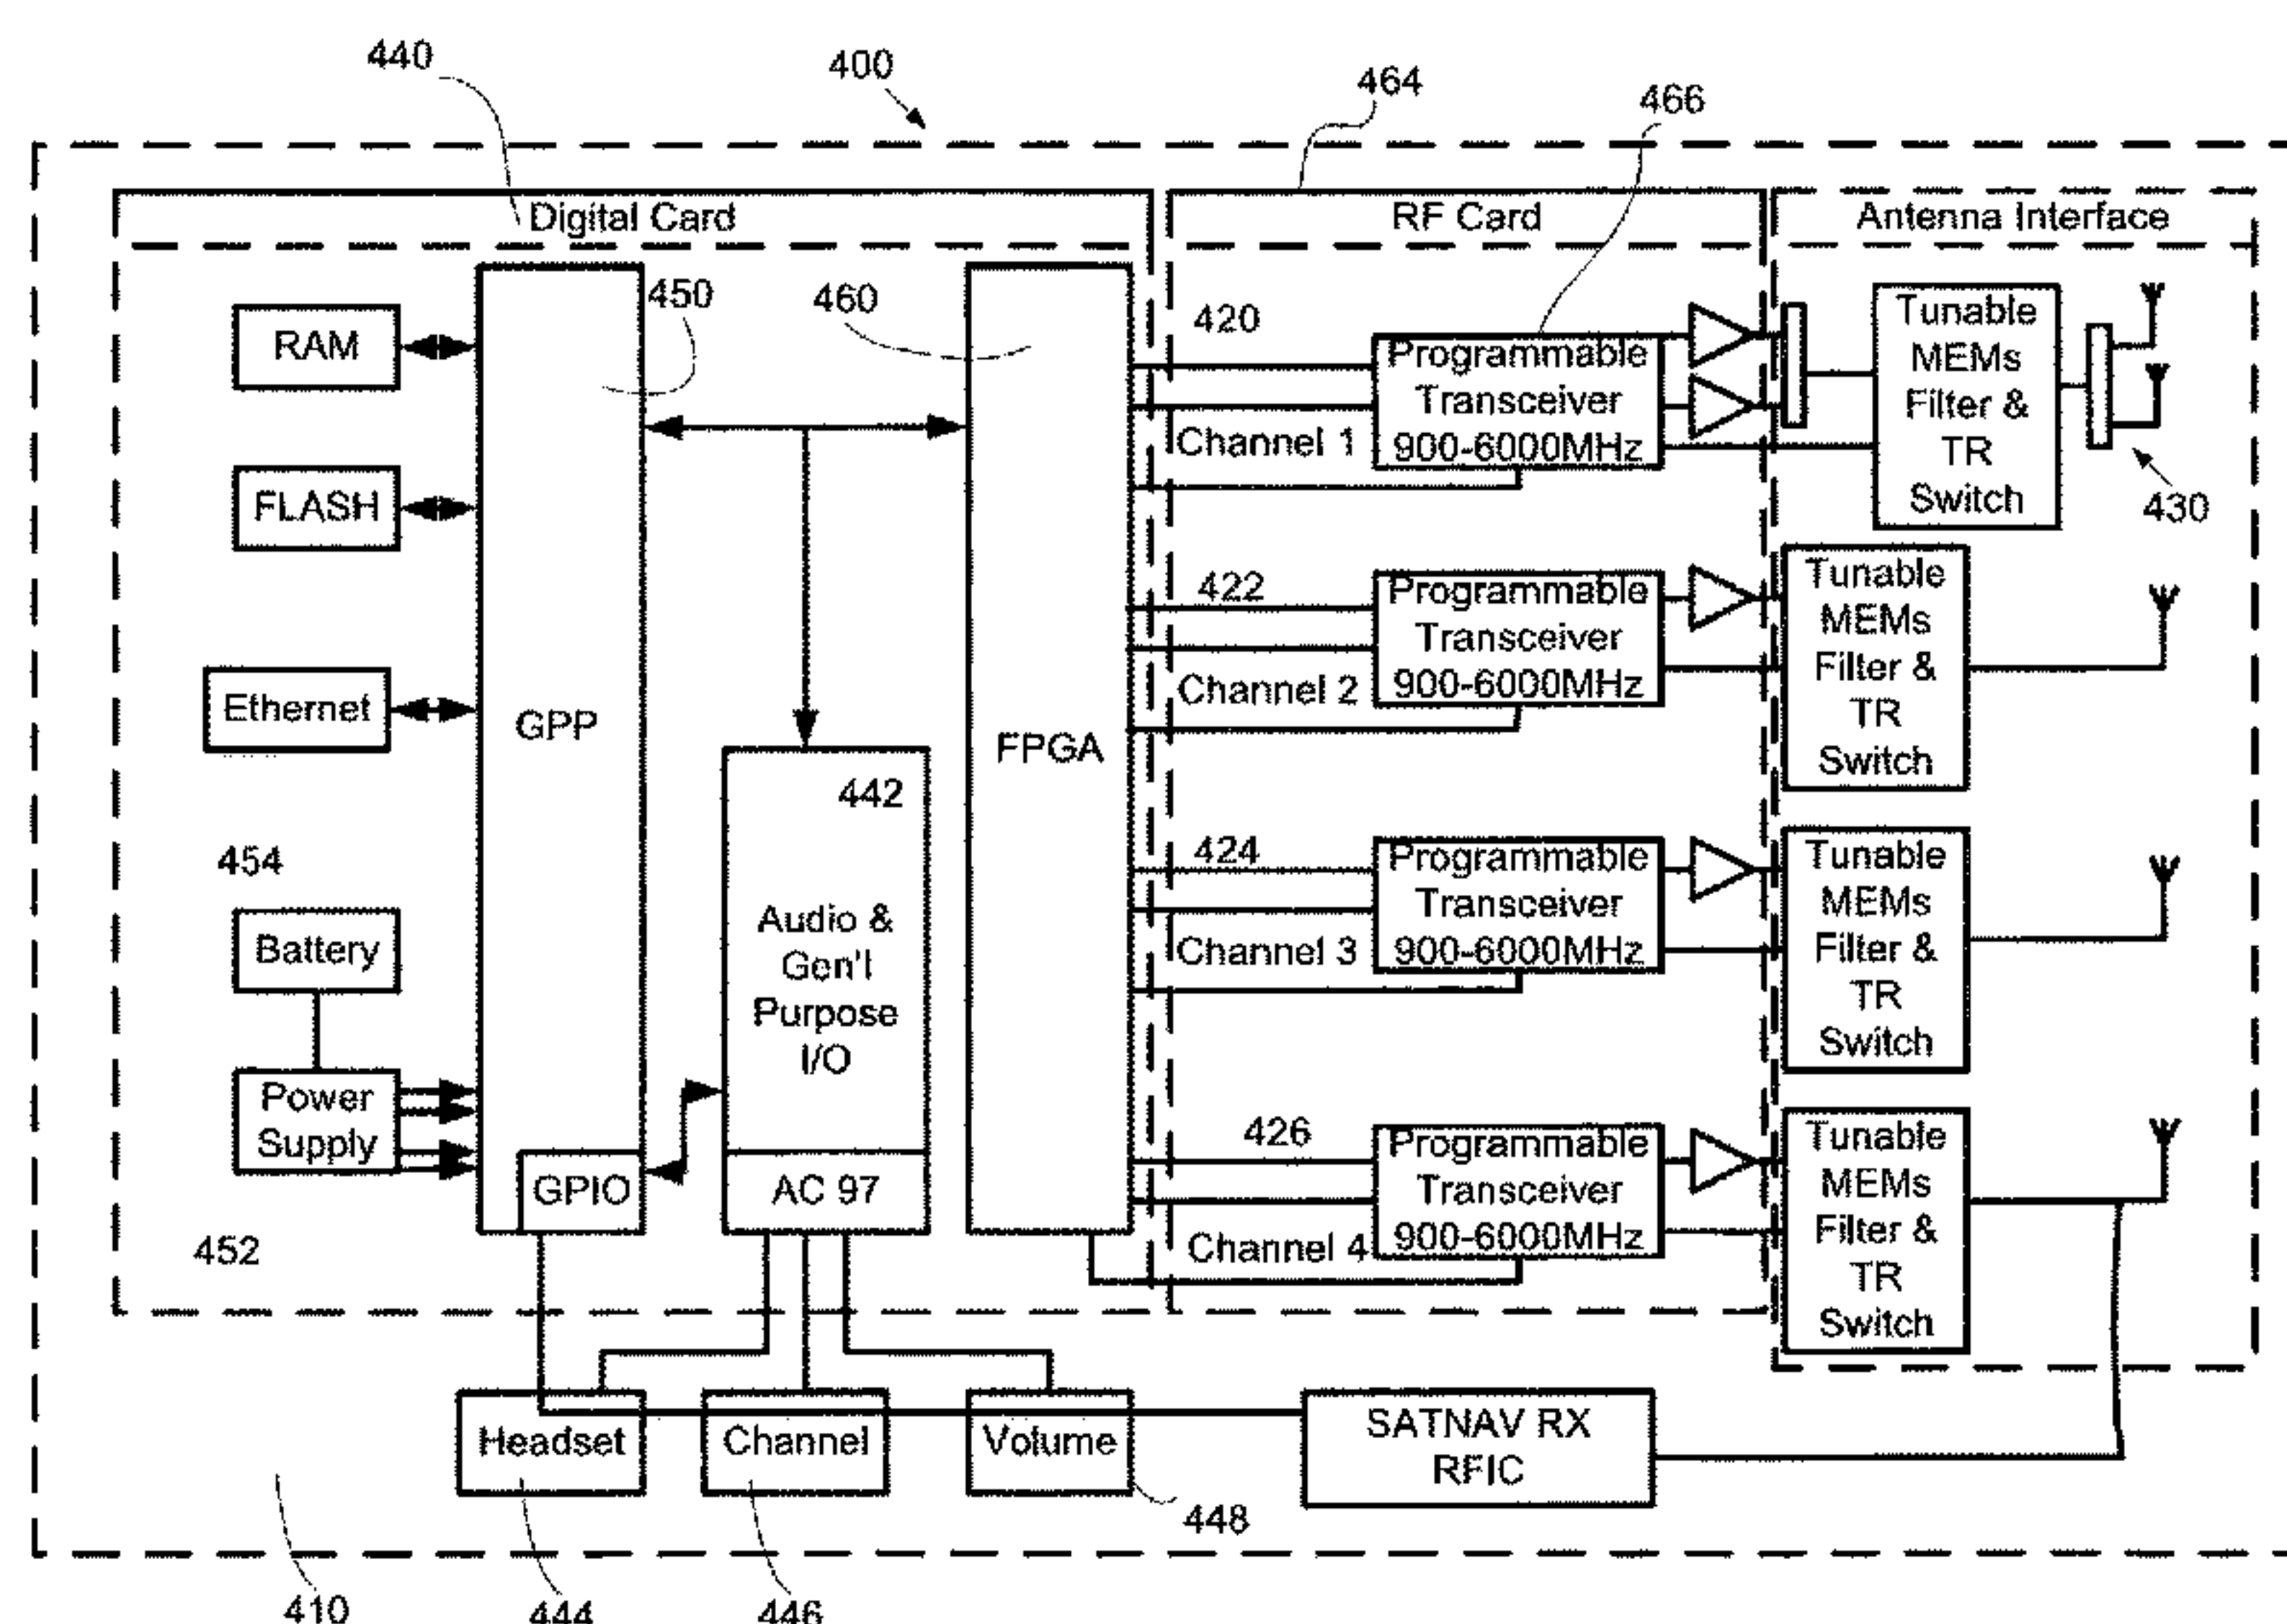 440
400
464
466
Digital Card
RF Card
Antenna Interface
RAM
450
460
420
Programmable
Transceiver
900-6000MHz
Channel 1
Tunable
MEMs
Filter &
TR
Switch
430
FLASH
422
Programmable
Transceiver
900-6000MHz
Channel 2
Tunable
MEMs
Filter &
TR
Switch
Ethernet
GPP
FPGA
442
Audio &
Gen'l
Purpose
I/O
454
Battery
424
Programmable
Transceiver
900-6000MHz
Channel 3
Tunable
MEMs
Filter &
TR
Switch
Power
Supply
GPIO
AC 97
452
426
Programmable
Transceiver
900-6000MHz
Channel 4
Tunable
MEMs
Filter &
TR
Switch
Headset
Channel
Volume
SATNAV RX
RFIC
448
410
444
446